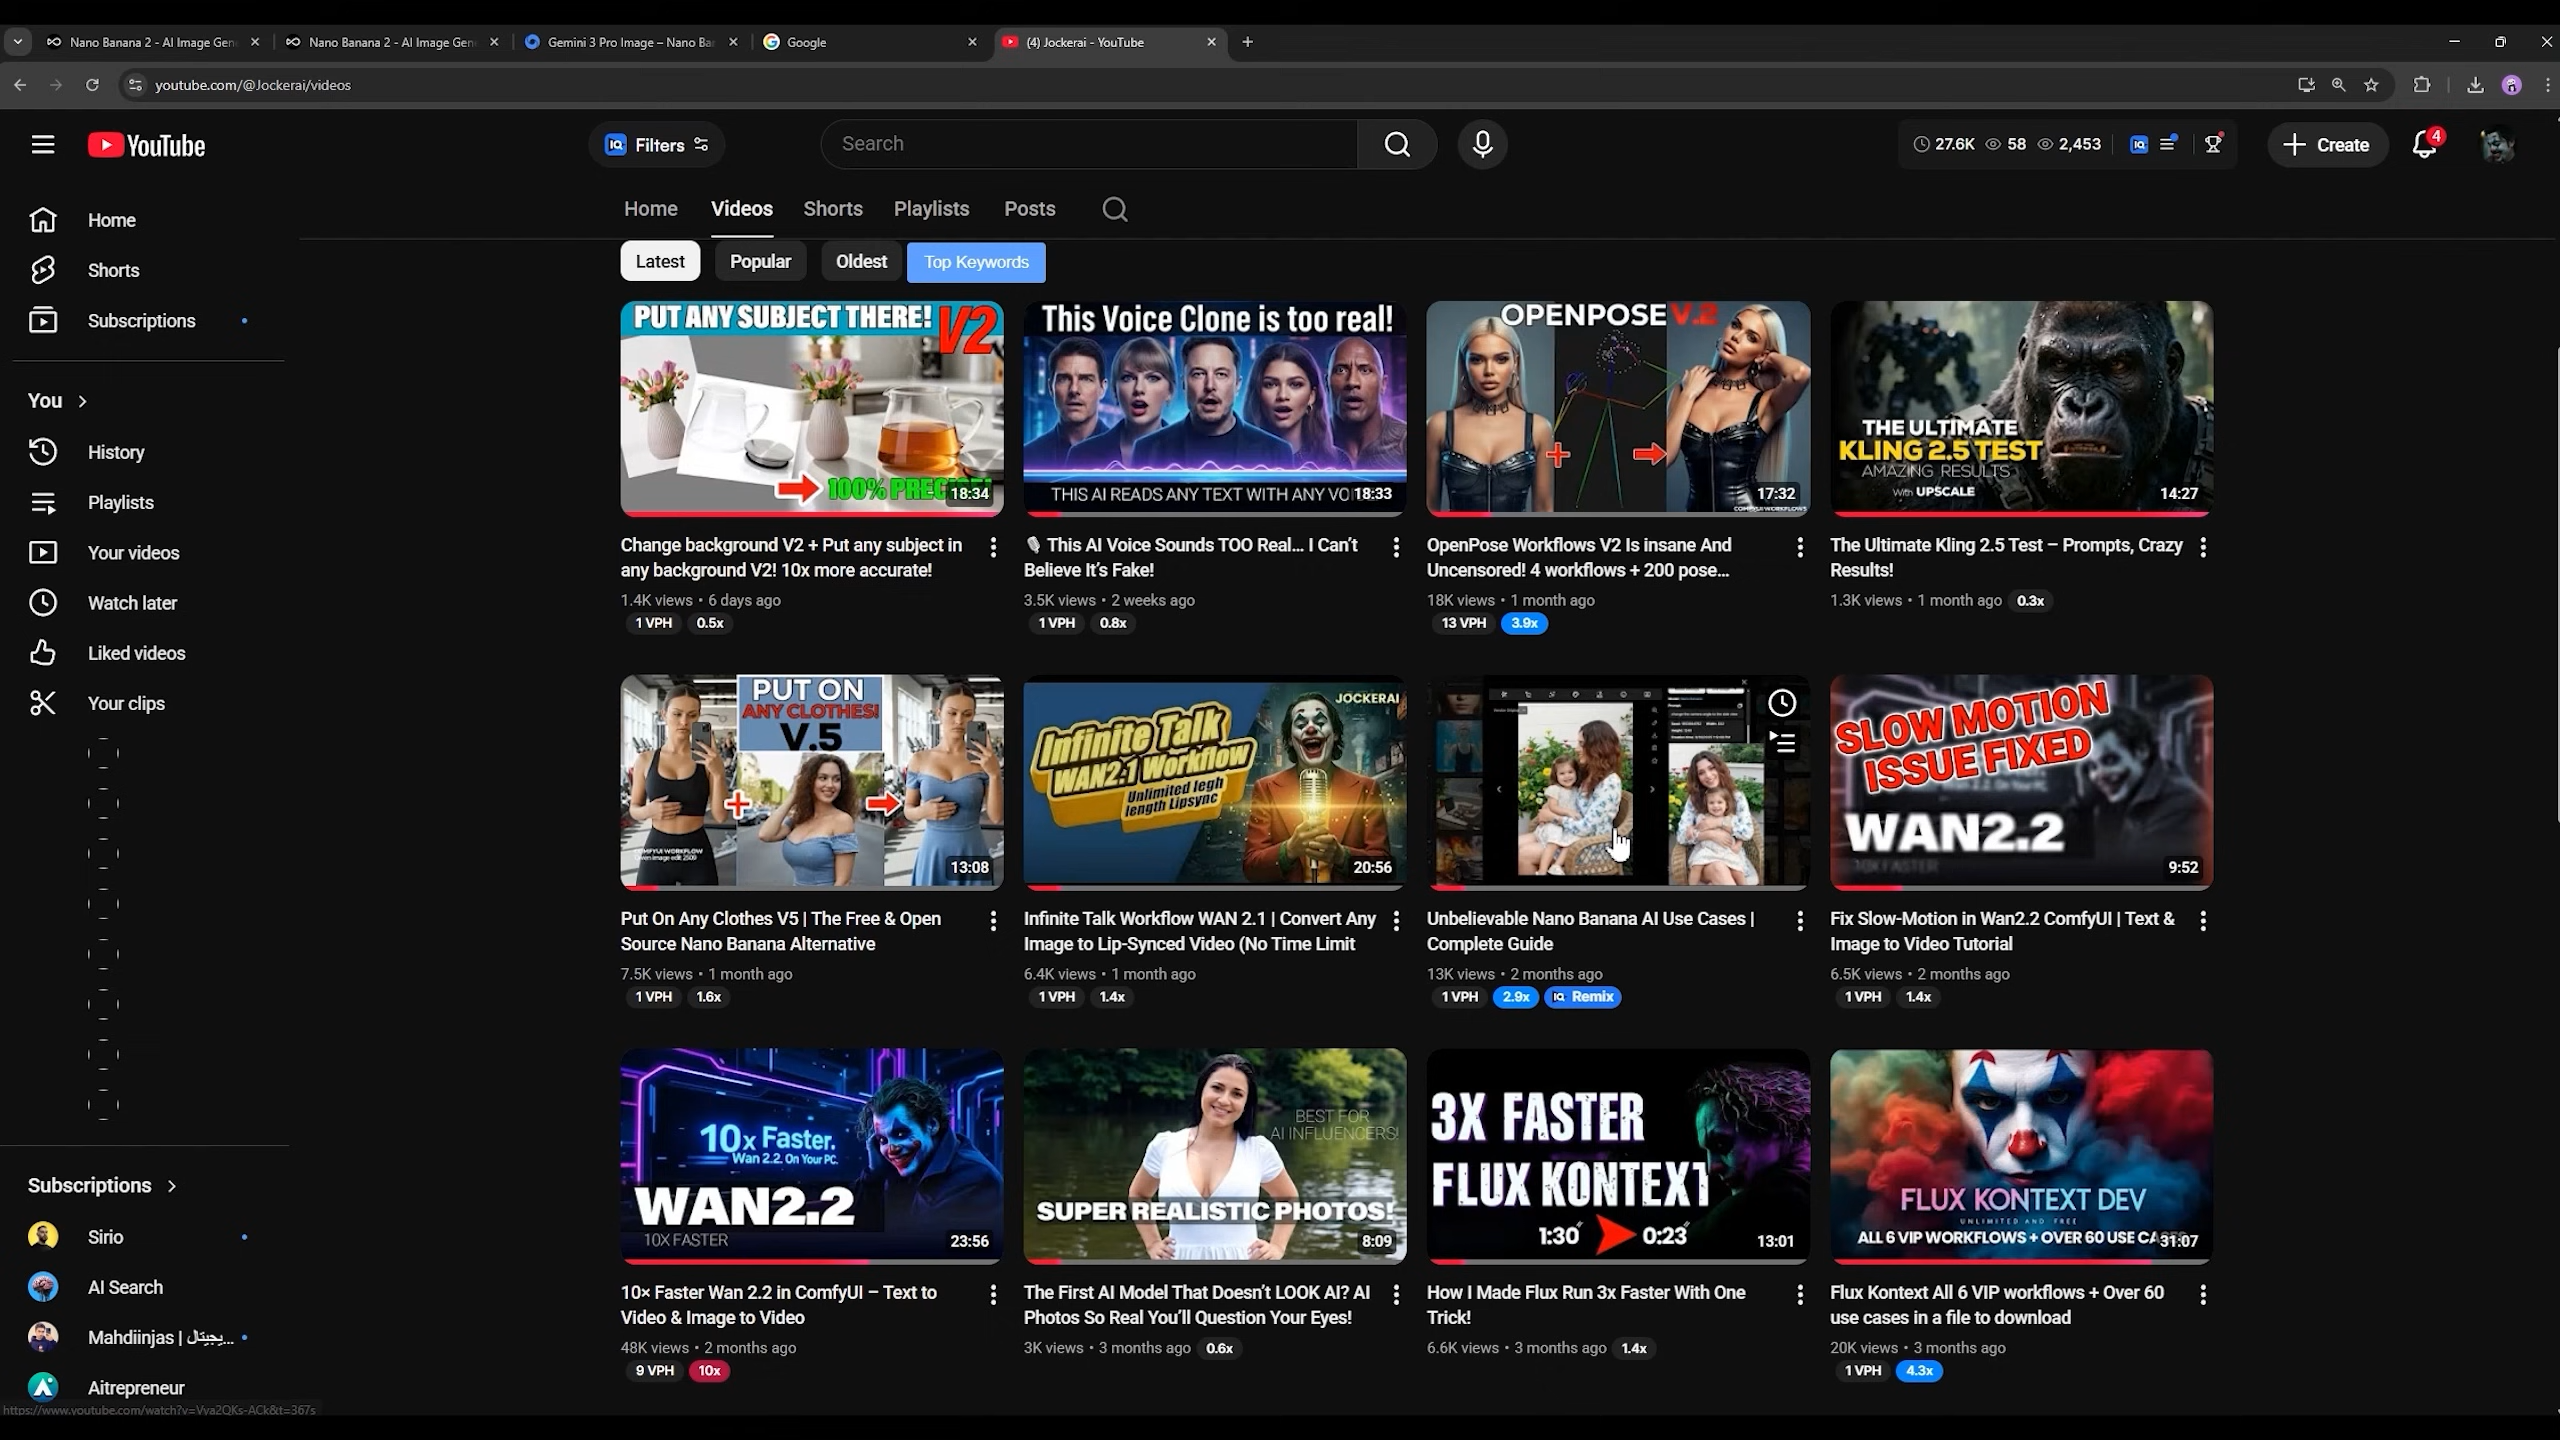 Nano Banana 2 - AI Image Gen
Nano Banana 2 - AI Image Gen
Gemini 3 Pro Image – Nano Ba
Google
(4) Jockerai - YouTube
youtube.com/@Jockerai/videos
YouTube
Filters
Search
27.6K 58 2,453
Create
4
Home
Shorts
Subscriptions
You
History
Playlists
Your videos
Watch later
Liked videos
Your clips
Subscriptions
Sirio
AI Search
Mahdiinjas |
Aitrepreneur
https://www.youtube.com/watch?v=Vya2QKs-ACk&t=367s
Home Videos Shorts Playlists Posts
Latest Popular Oldest Top Keywords
PUT ANY SUBJECT THERE! V2
18:34
Change background V2 + Put any subject in
any background V2! 10x more accurate!
1.4K views • 6 days ago
1 VPH 0.5x
This Voice Clone is too real!
THIS AI READS ANY TEXT WITH ANY
18:33
🎙 This AI Voice Sounds TOO Real... I Can't
Believe It's Fake!
3.5K views • 2 weeks ago
1 VPH 0.8x
OPENPOSE V.2
17:32
COMFYUI WORKFLOWS
OpenPose Workflows V2 Is insane And
Uncensored! 4 workflows + 200 pose...
18K views • 1 month ago
13 VPH 3.9x
THE ULTIMATE
KLING 2.5 TEST
AMAZING RESULTS
With UPSCALE
14:27
The Ultimate Kling 2.5 Test – Prompts, Crazy
Results!
1.3K views • 1 month ago 0.3x
PUT ON
ANY CLOTHES!
V.5
COMFYUI WORKFLOW
Qwen image edit 2509
13:08
Put On Any Clothes V5 | The Free & Open
Source Nano Banana Alternative
7.5K views • 1 month ago
1 VPH 1.6x
JOCKERAI
Infinite Talk
WAN2.1 Workflow
Unlimited legh
length Lipsync
20:56
Infinite Talk Workflow WAN 2.1 | Convert Any
Image to Lip-Synced Video (No Time Limit
6.4K views • 1 month ago
1 VPH 1.4x
Unbelievable Nano Banana AI Use Cases |
Complete Guide
13K views • 2 months ago
1 VPH 2.9x Remix
SLOW MOTION
ISSUE FIXED
WAN2.2
9:52
Fix Slow-Motion in Wan2.2 ComfyUI | Text &
Image to Video Tutorial
6.5K views • 2 months ago
1 VPH 1.4x
10x Faster.
Wan 2.2. On Your PC.
WAN2.2
10X FASTER
23:56
10× Faster Wan 2.2 in ComfyUI – Text to
Video & Image to Video
48K views • 2 months ago
9 VPH 10x
BEST FOR
AI INFLUENCERS!
SUPER REALISTIC PHOTOS!
8:09
The First AI Model That Doesn't LOOK AI? AI
Photos So Real You'll Question Your Eyes!
3K views • 3 months ago 0.6x
3X FASTER
FLUX KONTEXT
1:30 0:23
13:01
How I Made Flux Run 3x Faster With One
Trick!
6.6K views • 3 months ago 1.4x
FLUX KONTEXT DEV
UNLIMITED AND FREE
ALL 6 VIP WORKFLOWS + OVER 60 USE
31:07
Flux Kontext All 6 VIP workflows + Over 60
use cases in a file to download
20K views • 3 months ago
1 VPH 4.3x